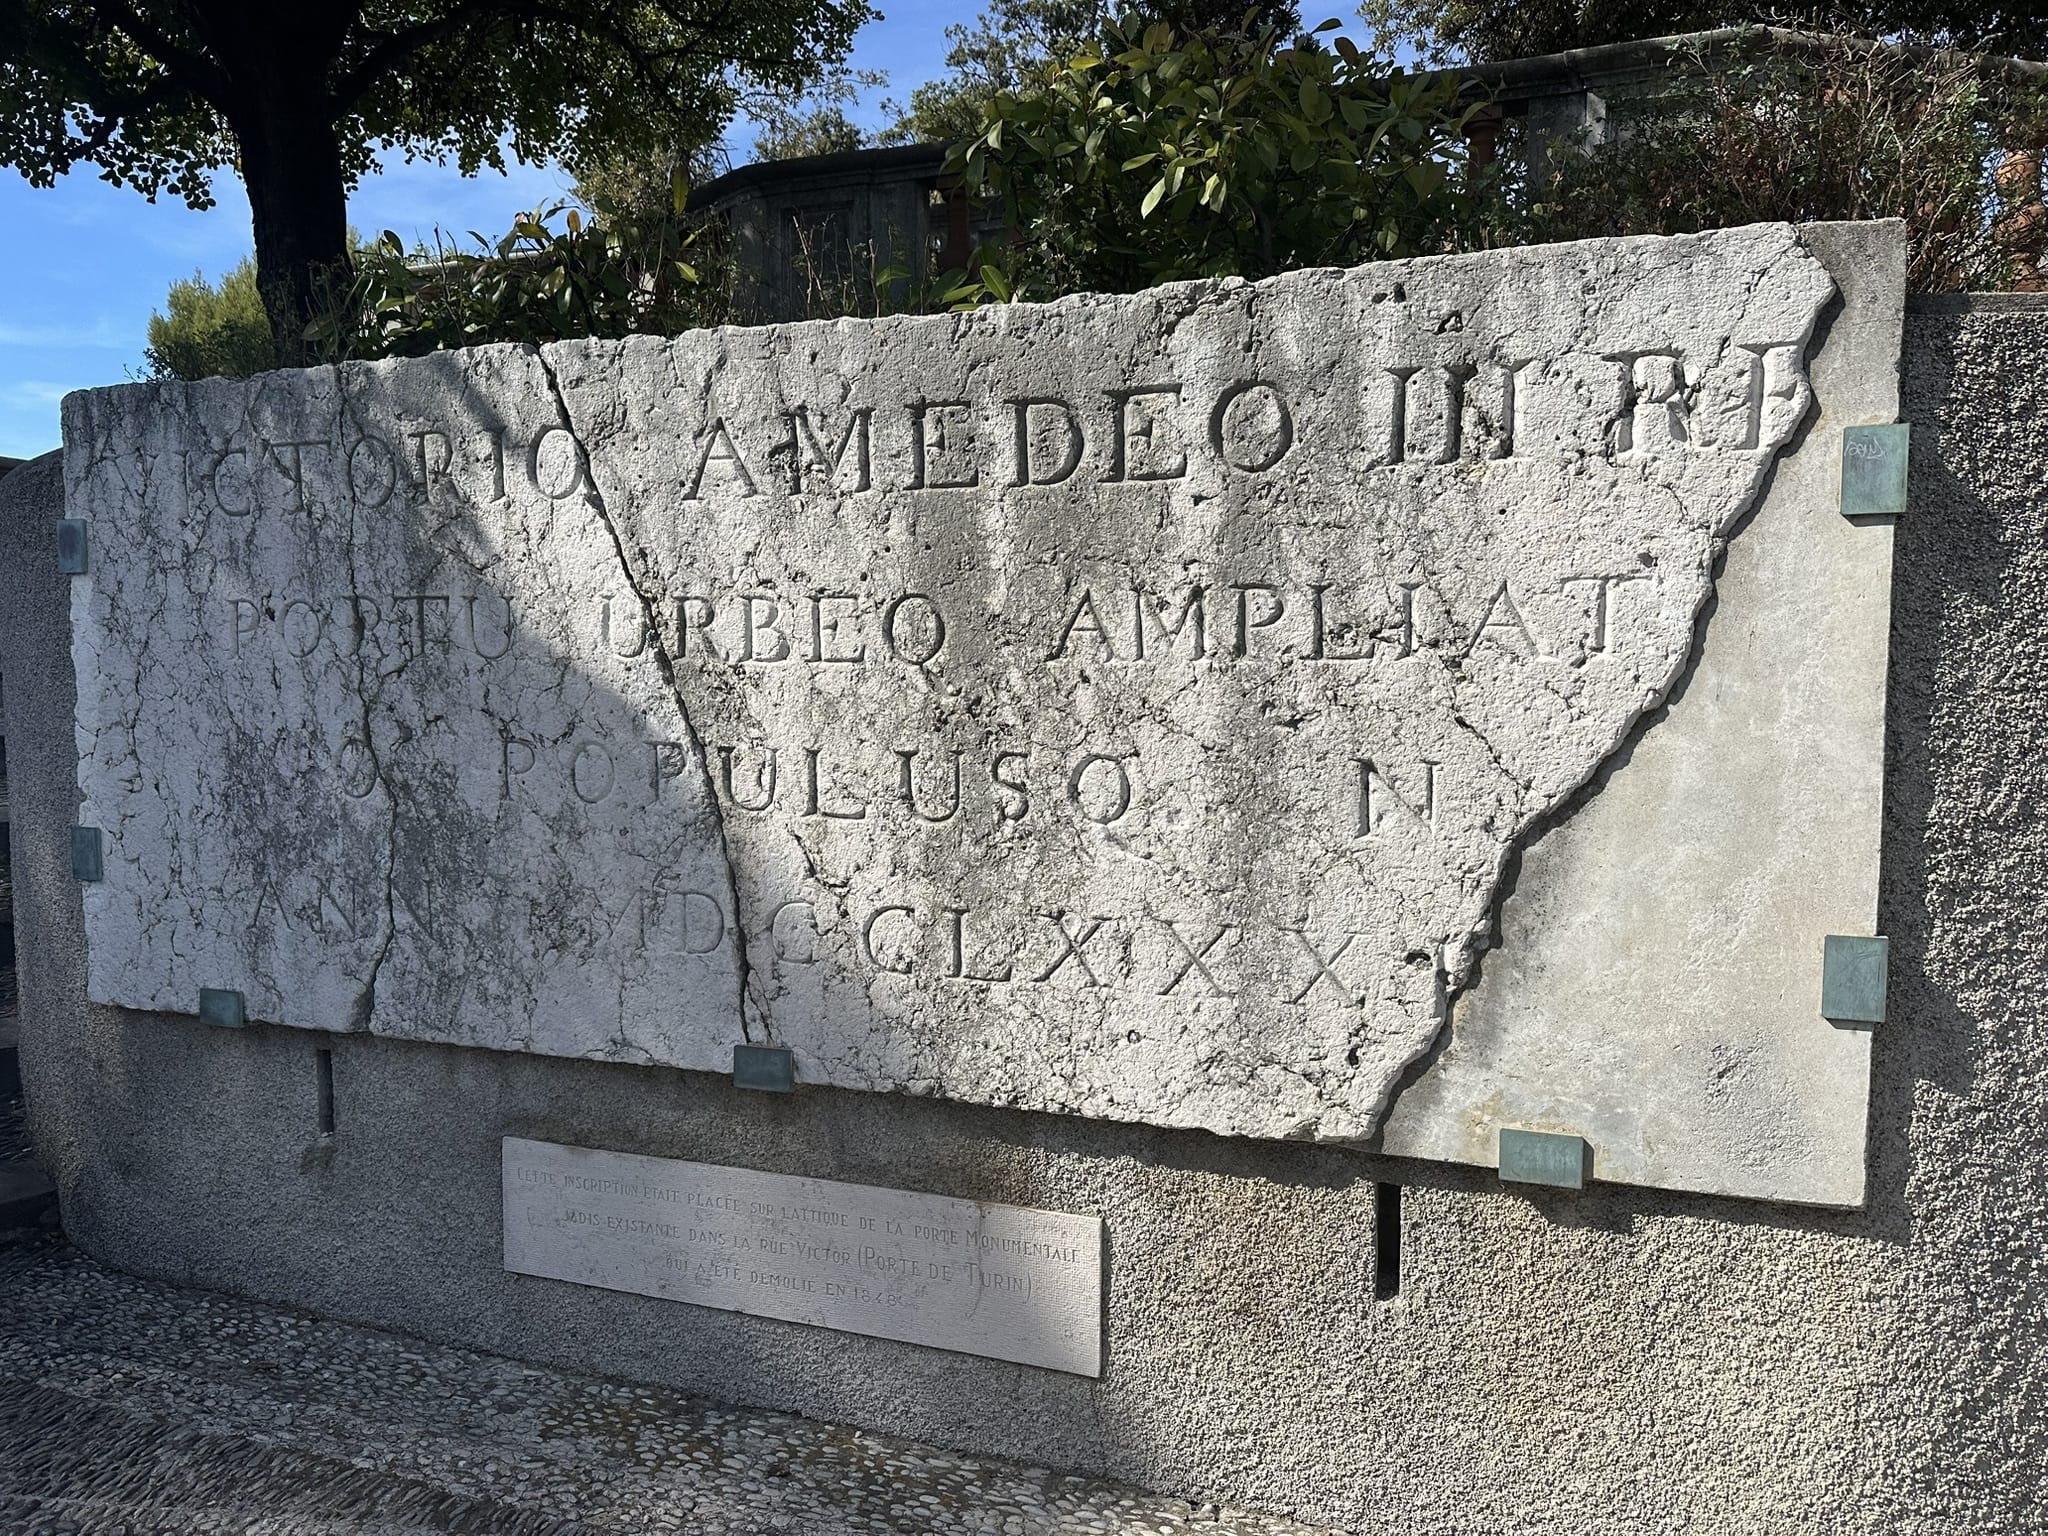 VICTORIO AMEDEO III RE
PORTU URBEQ AMPLIAT
O POPULUSQ N
ANN MDCCLXXX
CETTE INSCRIPTION ETAIT PLACÉE SUR L'ATTIQUE DE LA PORTE MONUMENTALE
JADIS EXISTANTE DANS LA RUE VICTOR (PORTE DE TURIN)
QUI A ÉTÉ DEMOLIE EN 1848